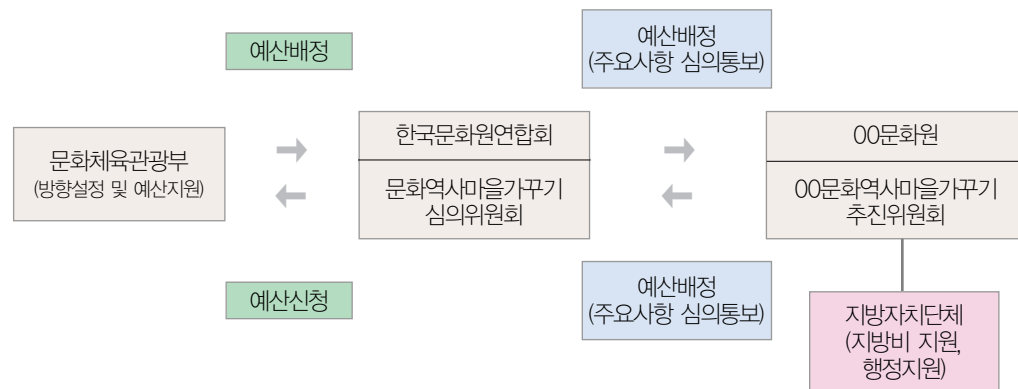 예산배정
예산배정
(주요사항 심의통보)
문화체육관광부
(방향설정 및 예산지원)
한국문화원연합회
문화역사마을가꾸기
심의위원회
00문화원
00문화역사마을가꾸기
추진위원회
예산신청
예산배정
(주요사항 심의통보)
지방자치단체
(지방비 지원,
행정지원)